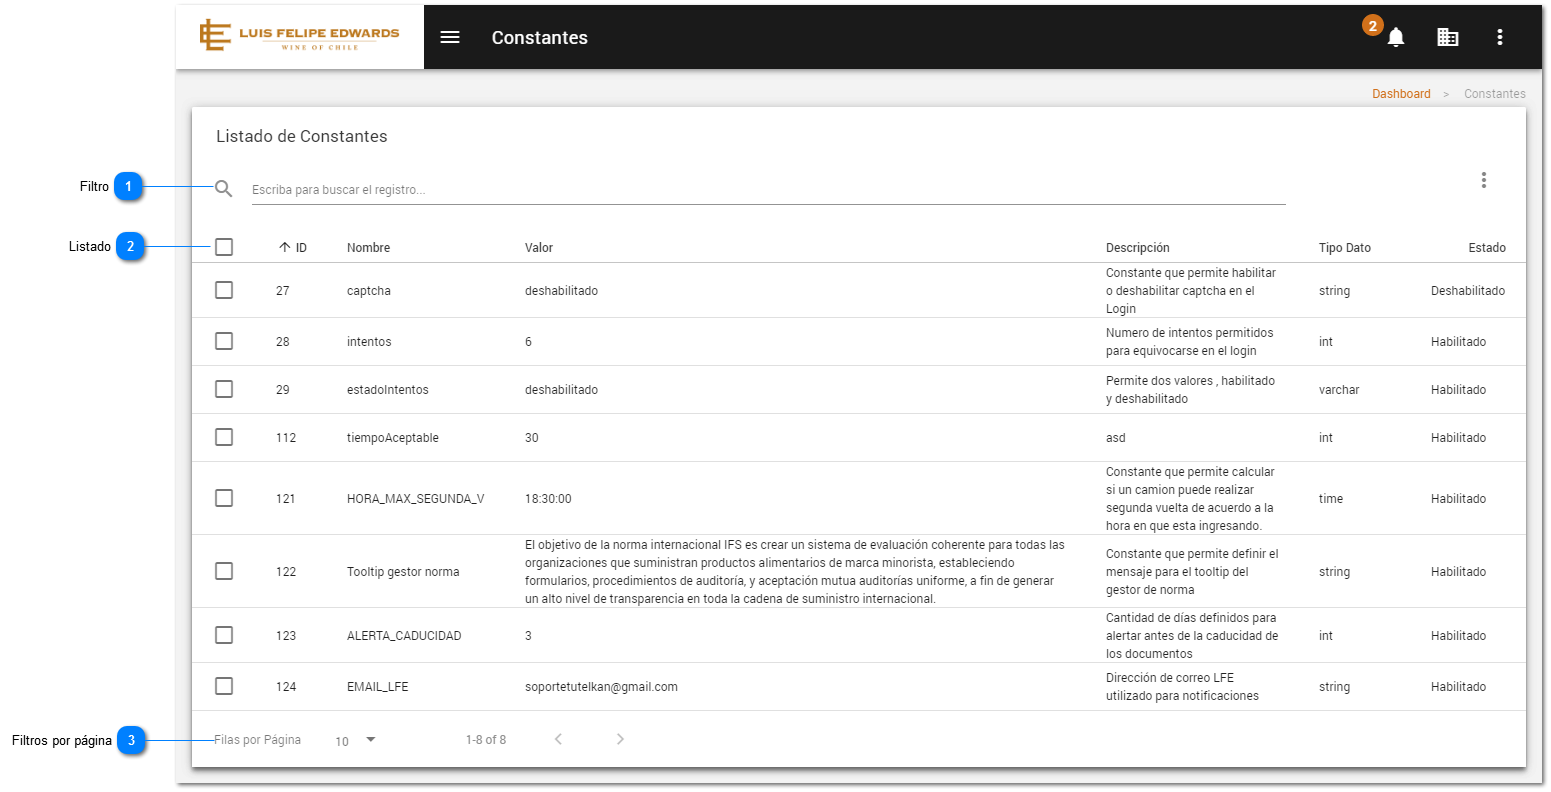 LUIS FELIPE EDWARDS
WINE OF CHILE
Constantes
2
Dashboard > Constantes
Listado de Constantes
Filtro 1
Escriba para buscar el registro...
Listado 2
ID Nombre Valor Descripción Tipo Dato Estado
27 captcha deshabilitado Constante que permite habilitar
o deshabilitar captcha en el
Login
string Deshabilitado
28 intentos 6 Numero de intentos permitidos
para equivocarse en el login
int Habilitado
29 estadoIntentos deshabilitado Permite dos valores , habilitado
y deshabilitado
varchar Habilitado
112 tiempoAceptable 30 asd int Habilitado
121 HORA_MAX_SEGUNDA_V 18:30:00 Constante que permite calcular
si un camion puede realizar
segunda vuelta de acuerdo a la
hora en que esta ingresando.
time Habilitado
122 Tooltip gestor norma
El objetivo de la norma internacional IFS es crear un sistema de evaluación coherente para todas las
organizaciones que suministran productos alimentarios de marca minorista, estableciendo
formularios, procedimientos de auditoría, y aceptación mutua auditorías uniforme, a fin de generar
un alto nivel de transparencia en toda la cadena de suministro internacional.
Constante que permite definir el
mensaje para el tooltip del
gestor de norma
string Habilitado
123 ALERTA_CADUCIDAD 3 Cantidad de días definidos para
alertar antes de la caducidad de
los documentos
int Habilitado
124 EMAIL_LFE soportetutelkan@gmail.com Dirección de correo LFE
utilizado para notificaciones
string Habilitado
Filtros por página 3
Filas por Página 10 1-8 of 8